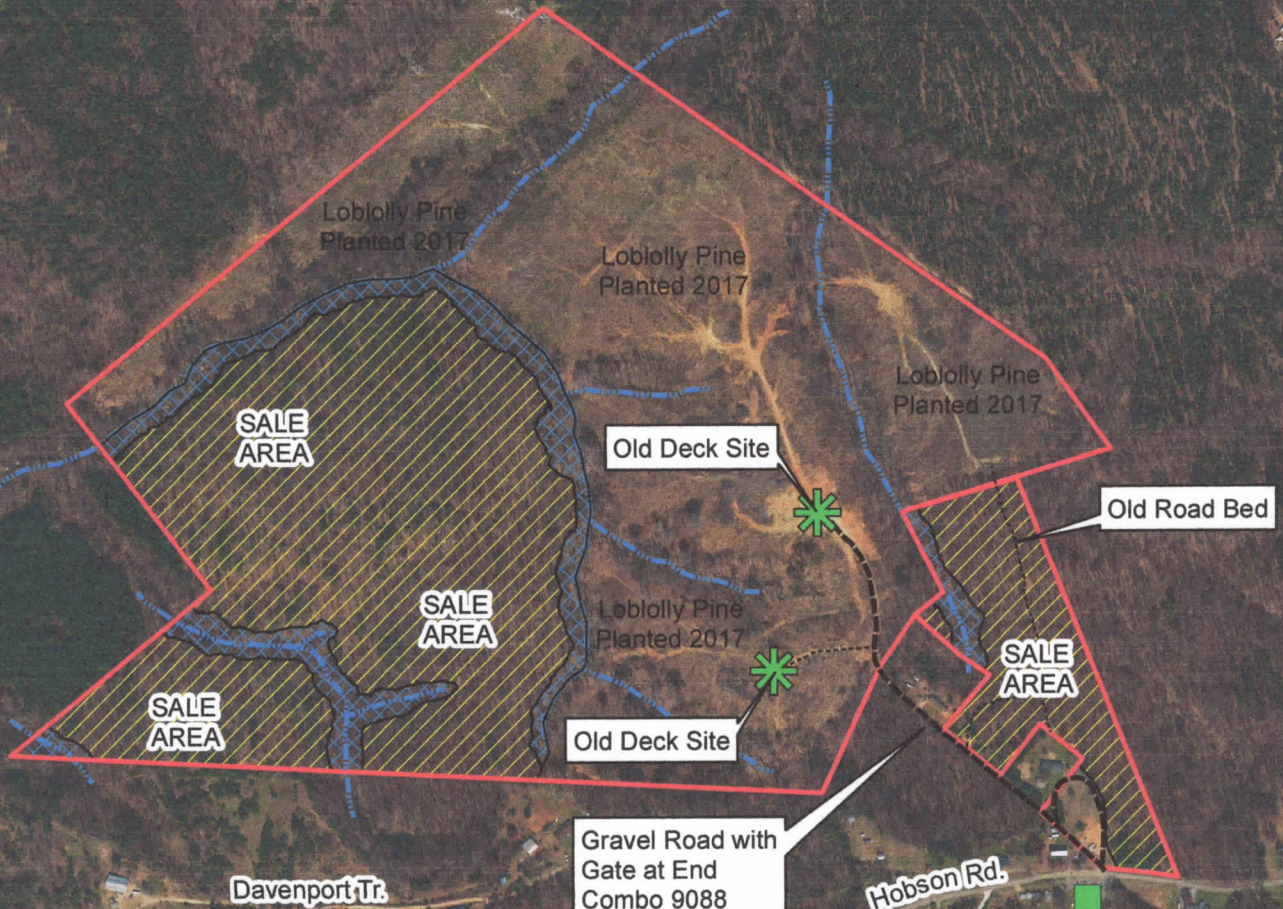 Loblolly Pine
Planted 2017
Loblolly Pine
Planted 2017
Loblolly Pine
Planted 2017
SALE
AREA
Old Deck Site
Old Road Bed
SALE
AREA
Loblolly Pine
Planted 2017
SALE
AREA
SALE
AREA
Old Deck Site
Gravel Road with
Gate at End
Combo 9088
Davenport Tr.
Hobson Rd.